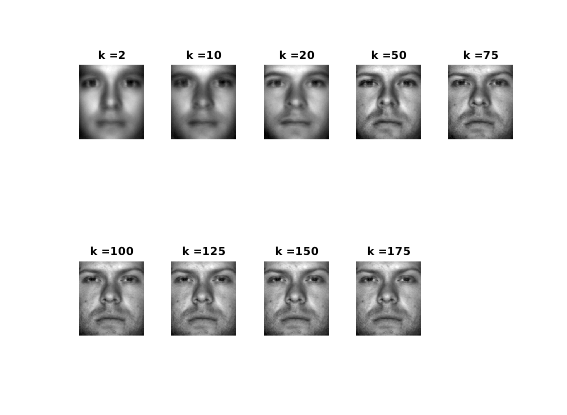 k =2
k =10
k =20
k =50
k =75
k =100
k =125
k =150
k =175